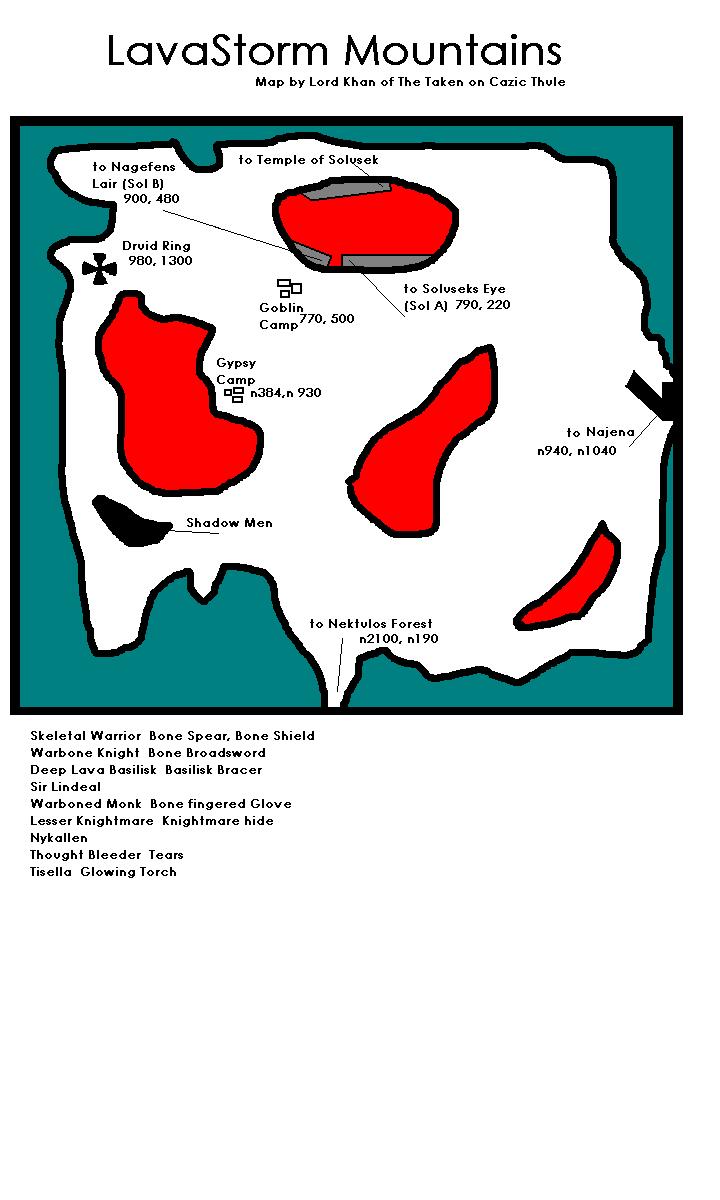 LavaStorm Mountains
Map by Lord Khan of The Taken on Cazic Thule
to Nagefens
Lair (Sol B)
900, 480
to Temple of Solusek
Druid Ring
980, 1300
to Soluseks Eye
(Sol A) 790, 220
Goblin
Camp 770, 500
Gypsy
Camp
n384,n 930
to Najena
n940, n1040
Shadow Men
to Nektulos Forest
n2100, n190
Skeletal Warrior Bone Spear, Bone Shield
Warbone Knight Bone Broadsword
Deep Lava Basilisk Basilisk Bracer
Sir Lindeal
Warboned Monk Bone fingered Glove
Lesser Knightmare Knightmare hide
Nykallen
Thought Bleeder Tears
Tisella Glowing Torch